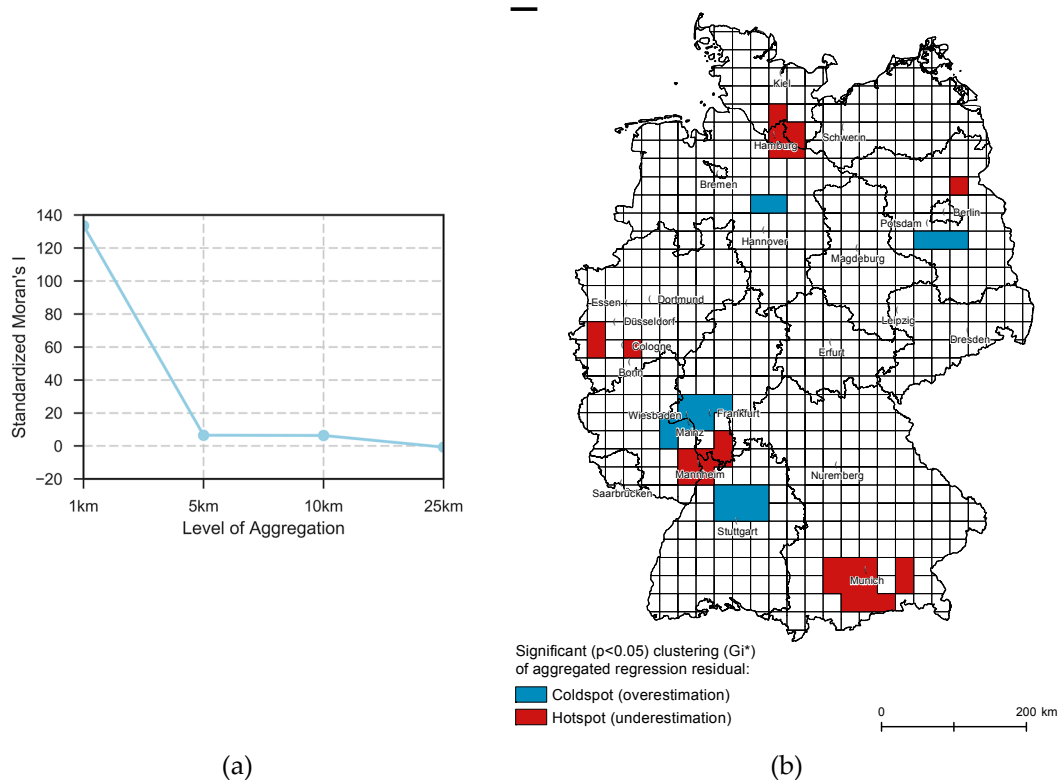 140
120
100
80
60
40
20
0
−20
Standardized Moran's I
1km 5km 10km 25km
Level of Aggregation
(a)
Kiel
Schwerin
Hamburg
Bremen
Berlin
Potsdam
Hannover
Magdeburg
Essen Dortmund
Düsseldorf
Leipzig
Cologne
Dresden
Erfurt
Bonn
Wiesbaden Frankfurt
Mainz
Mannheim
Nuremberg
Saarbrücken
Stuttgart
Munich
Significant (p<0.05) clustering (Gi*)
of aggregated regression residual:
Coldspot (overestimation)
Hotspot (underestimation)
0 200 km
(b)